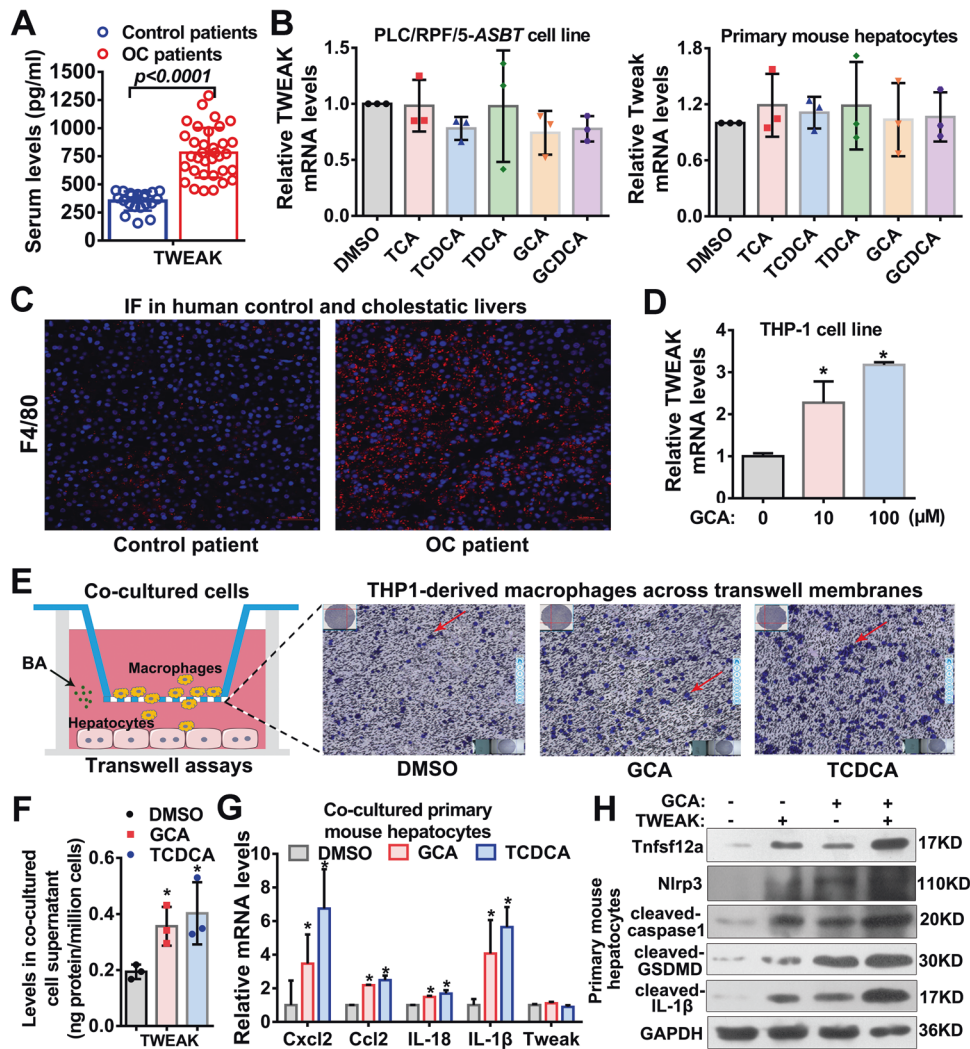 A
Control patients
OC patients
p<0.0001
Serum levels (pg/ml)
1500
1250
1000
750
500
250
0
TWEAK
B
PLC/RPF/5-ASBT cell line
Relative TWEAK
mRNA levels
1.5
1.0
0.5
0.0
DMSO
TCA
TCDCA
TDCA
GCA
GCDCA
Primary mouse hepatocytes
Relative Tweak
mRNA levels
1.8
1.2
0.6
0.0
DMSO
TCA
TCDCA
TDCA
GCA
GCDCA
C
IF in human control and cholestatic livers
F4/80
Control patient
OC patient
D
THP-1 cell line
Relative TWEAK
mRNA levels
4
3
2
1
0
*
*
GCA:
0
10
100
(μM)
E
Co-cultured cells
BA
Macrophages
Hepatocytes
Transwell assays
THP1-derived macrophages across transwell membranes
DMSO
GCA
TCDCA
F
DMSO
GCA
TCDCA
Levels in co-cultured
cell supernatant
(ng protein/million cells)
0.6
0.4
0.2
0.0
*
*
TWEAK
G
Co-cultured primary
mouse hepatocytes
DMSO
GCA
TCDCA
Relative mRNA levels
10
8
6
4
2
0
* * * * * * * *
Cxcl2
Ccl2
IL-18
IL-1β
Tweak
H
GCA: - - + +
TWEAK: - + - +
Primary mouse
hepatocytes
Tnfsf12a
17KD
Nlrp3
110KD
cleaved-
caspase1
20KD
cleaved-
GSDMD
30KD
cleaved-
IL-1β
17KD
GAPDH
36KD